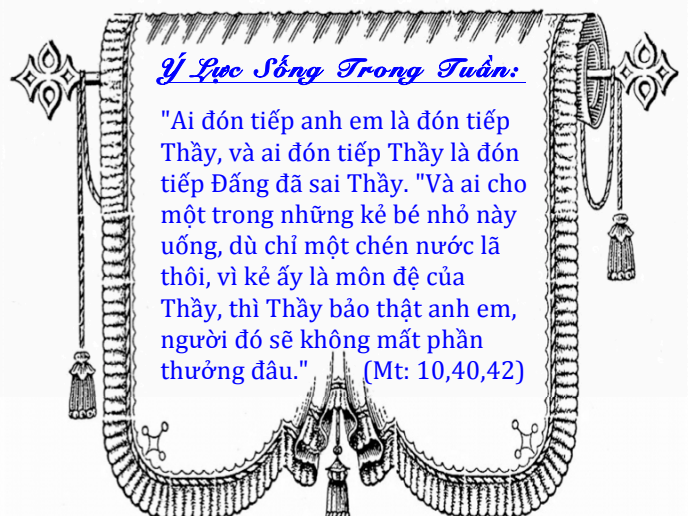 Ý Lực Sống Trong Tuần:
"Ai đón tiếp anh em là đón tiếp
Thầy, và ai đón tiếp Thầy là đón
tiếp Đấng đã sai Thầy. "Và ai cho
một trong những kẻ bé nhỏ này
uống, dù chỉ một chén nước lã
thôi, vì kẻ ấy là môn đệ của
Thầy, thì Thầy bảo thật anh em,
người đó sẽ không mất phần
thưởng đâu." (Mt: 10,40,42)